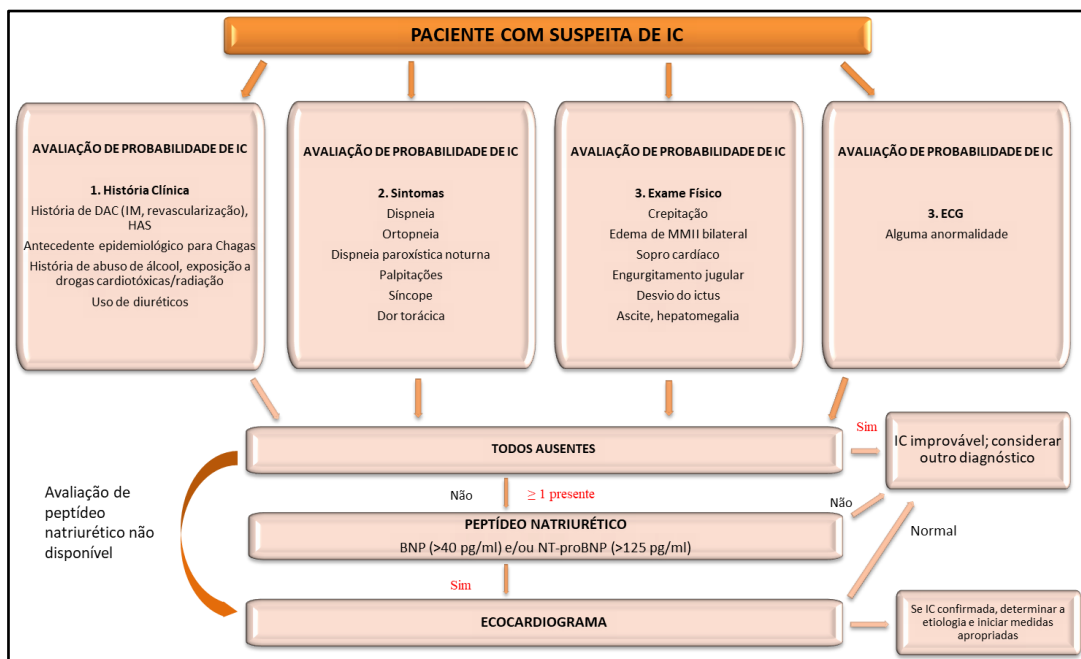 PACIENTE COM SUSPEITA DE IC
AVALIAÇÃO DE PROBABILIDADE DE IC
1. História Clínica
História de DAC (IM, revascularização),
HAS
Antecedente epidemiológico para Chagas
História de abuso de álcool, exposição a
drogas cardiotóxicas/radiação
Uso de diuréticos
AVALIAÇÃO DE PROBABILIDADE DE IC
2. Sintomas
Dispneia
Ortopneia
Dispneia paroxística noturna
Palpitações
Síncope
Dor torácica
AVALIAÇÃO DE PROBABILIDADE DE IC
3. Exame Físico
Crepitação
Edema de MMII bilateral
Sopro cardíaco
Engurgitamento jugular
Desvio do ictus
Ascite, hepatomegalia
AVALIAÇÃO DE PROBABILIDADE DE IC
3. ECG
Alguma anormalidade
TODOS AUSENTES
Sim
IC improvável; considerar
outro diagnóstico
Avaliação de
peptídeo
natriurético não
disponível
Não
≥ 1 presente
PEPTÍDEO NATRIURÉTICO
BNP (>40 pg/ml) e/ou NT-proBNP (>125 pg/ml)
Não
Normal
Sim
ECOCARDIOGRAMA
Se IC confirmada, determinar a
etiologia e iniciar medidas
apropriadas